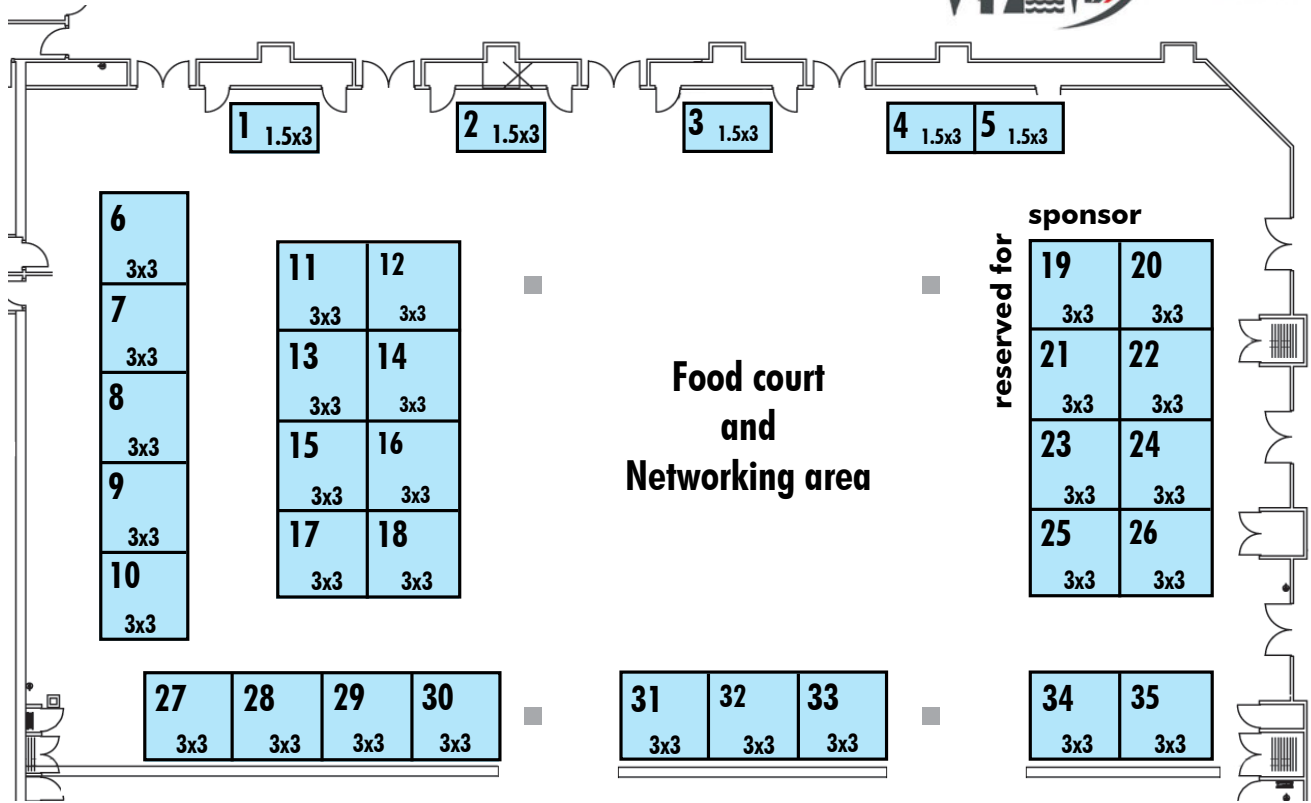 1 1.5x3
2 1.5x3
3 1.5x3
4 1.5x3
5 1.5x3
6
3x3
7
3x3
8
3x3
9
3x3
10
3x3
11
3x3
12
3x3
13
3x3
14
3x3
15
3x3
16
3x3
17
3x3
18
3x3
Food court
and
Networking area
reserved for
sponsor
19
3x3
20
3x3
21
3x3
22
3x3
23
3x3
24
3x3
25
3x3
26
3x3
27
3x3
28
3x3
29
3x3
30
3x3
31
3x3
32
3x3
33
3x3
34
3x3
35
3x3